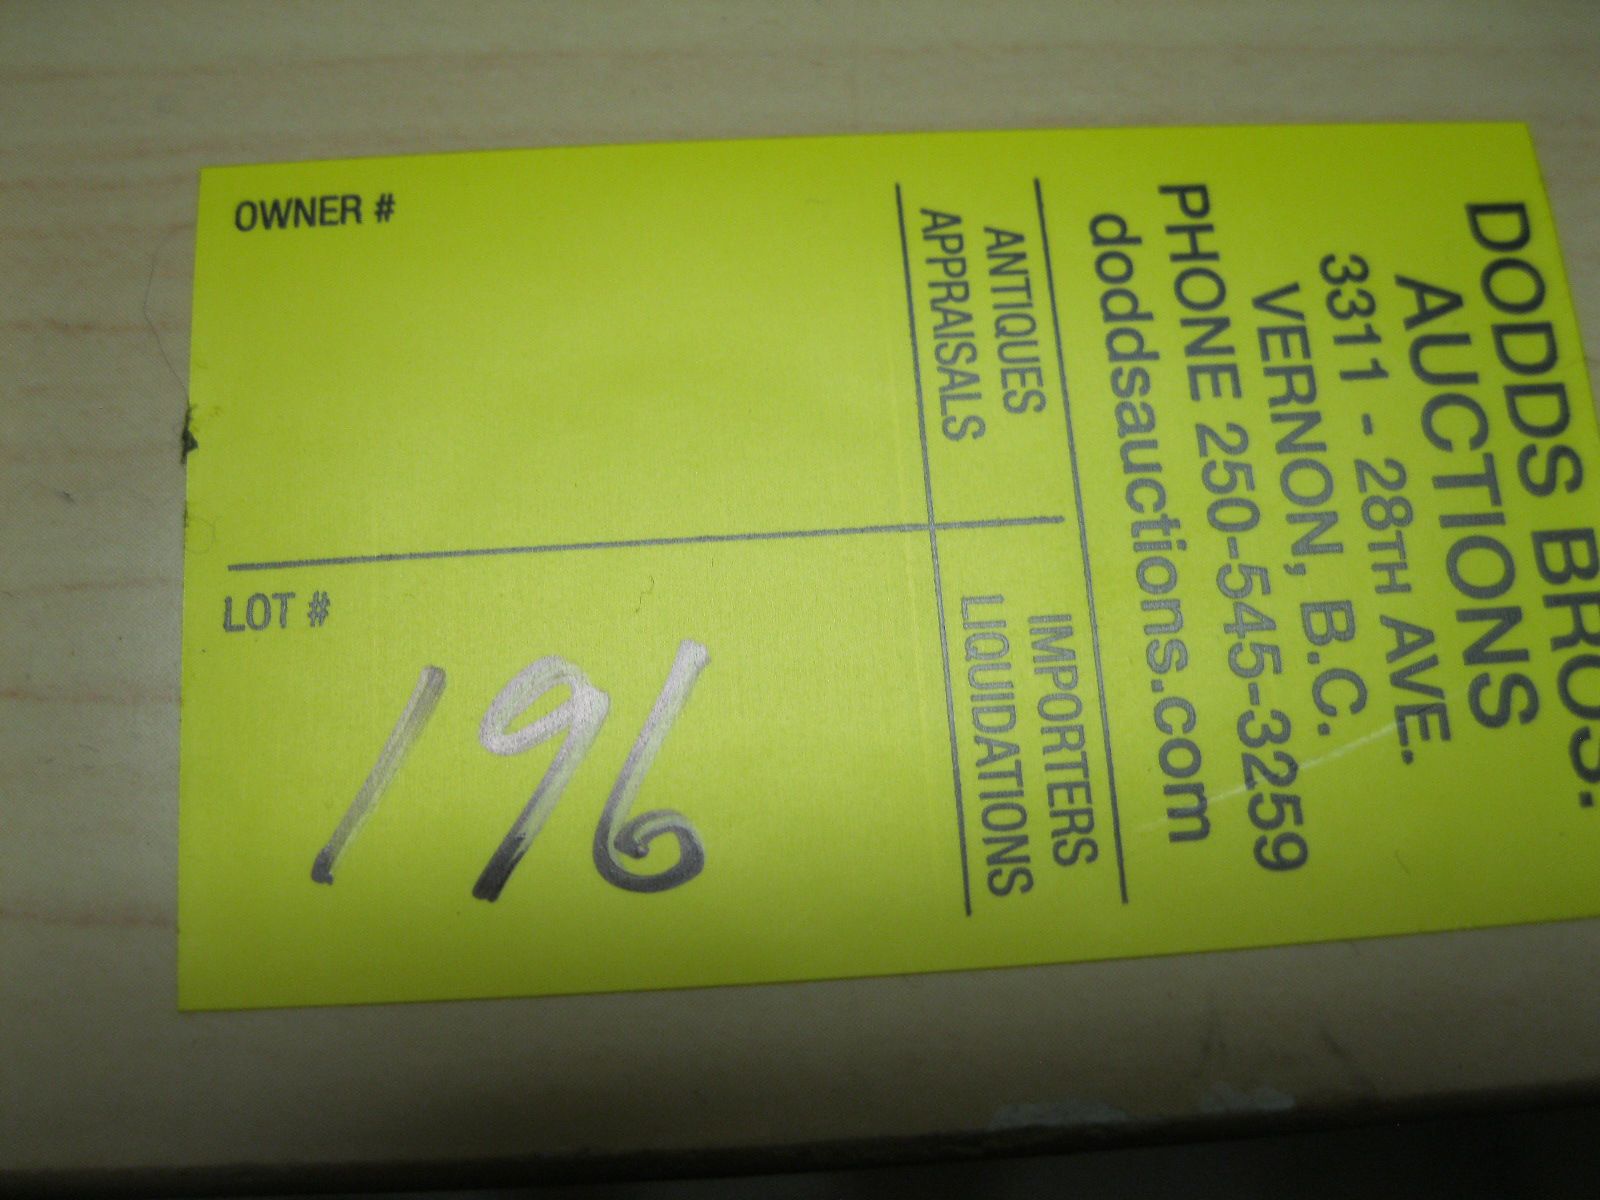 DODDS BROS.
AUCTIONS
3311 - 28TH AVE.
VERNON, B.C.
PHONE 250-545-3259
doddsauctions.com
ANTIQUES
APPRAISALS
IMPORTERS
LIQUIDATIONS
OWNER #
LOT #
196